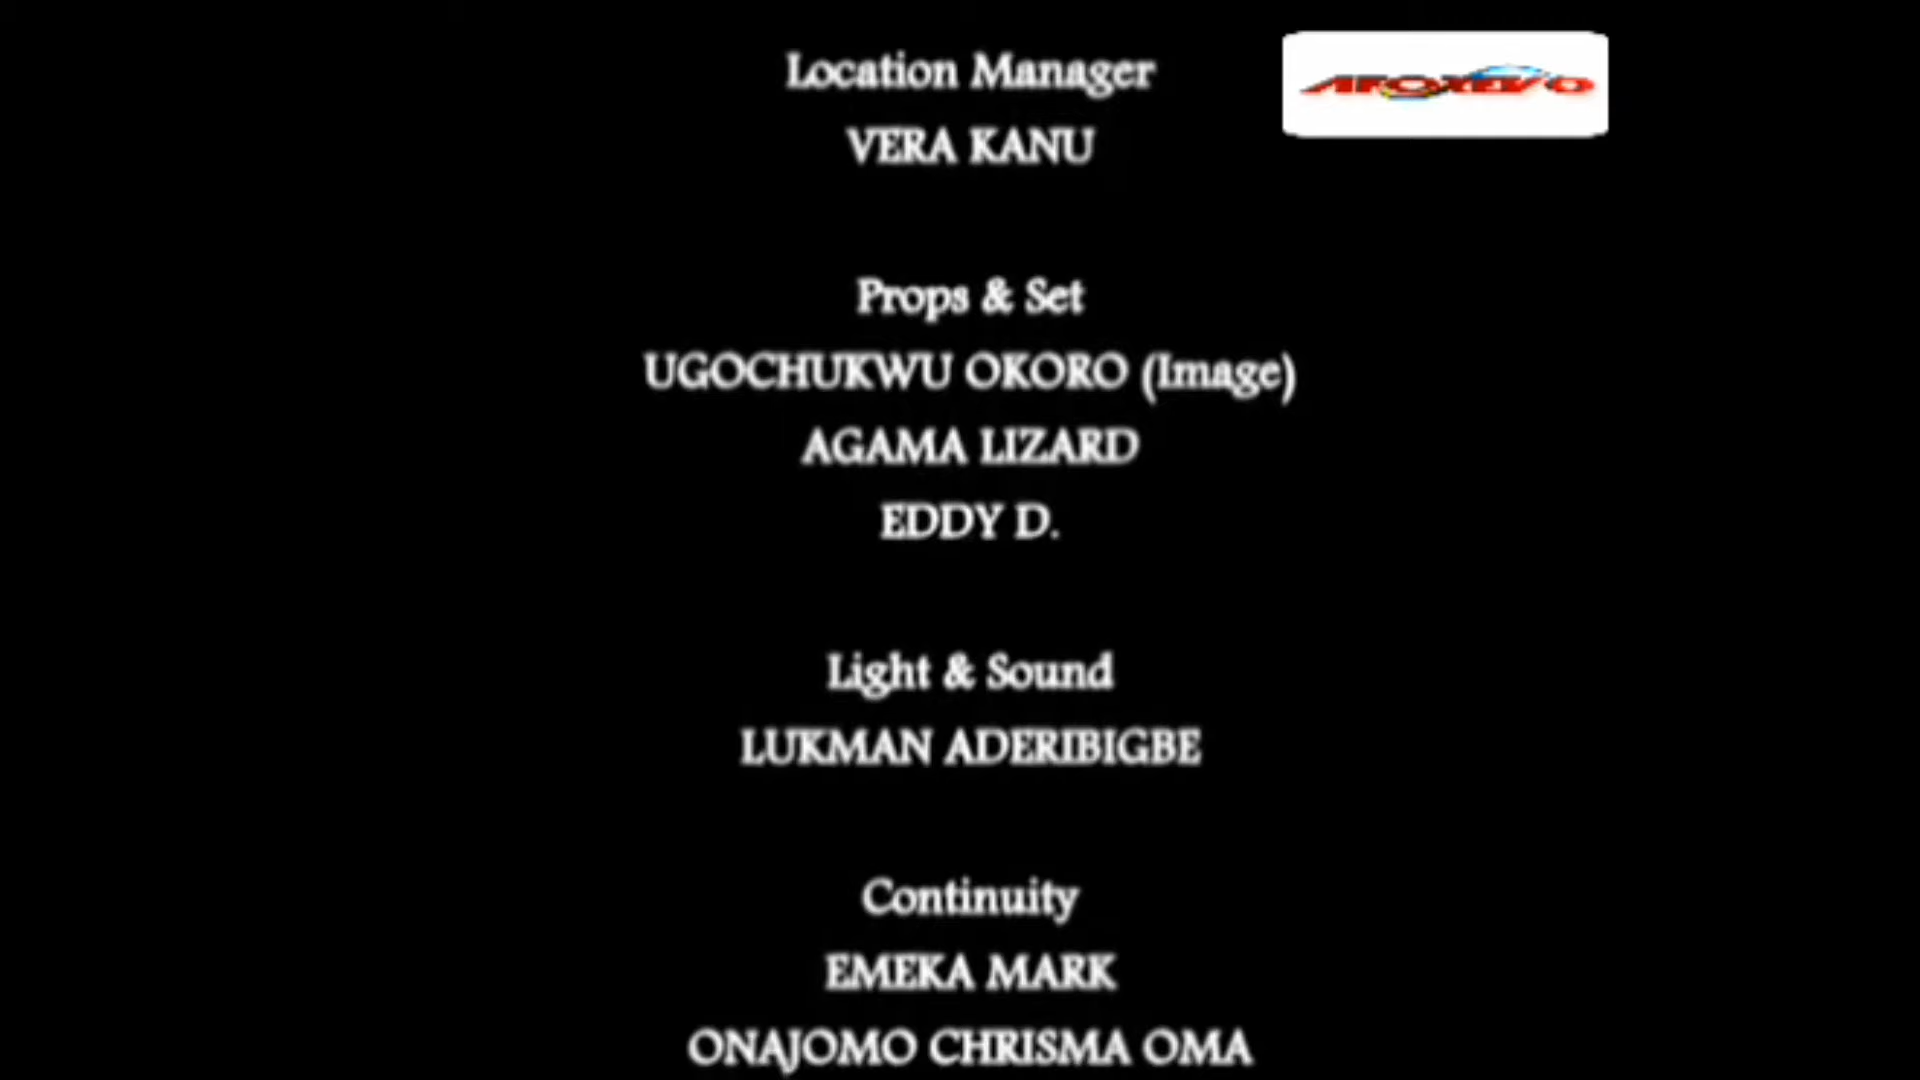 Location Manager
VERA KANU
Props & Set
UGOCHUKWU OKORO (Image)
AGAMA LIZARD
EDDY D.
Light & Sound
LUKMAN ADERIBIGBE
Continuity
EMEKA MARK
ONAJOMO CHRISMA OMA